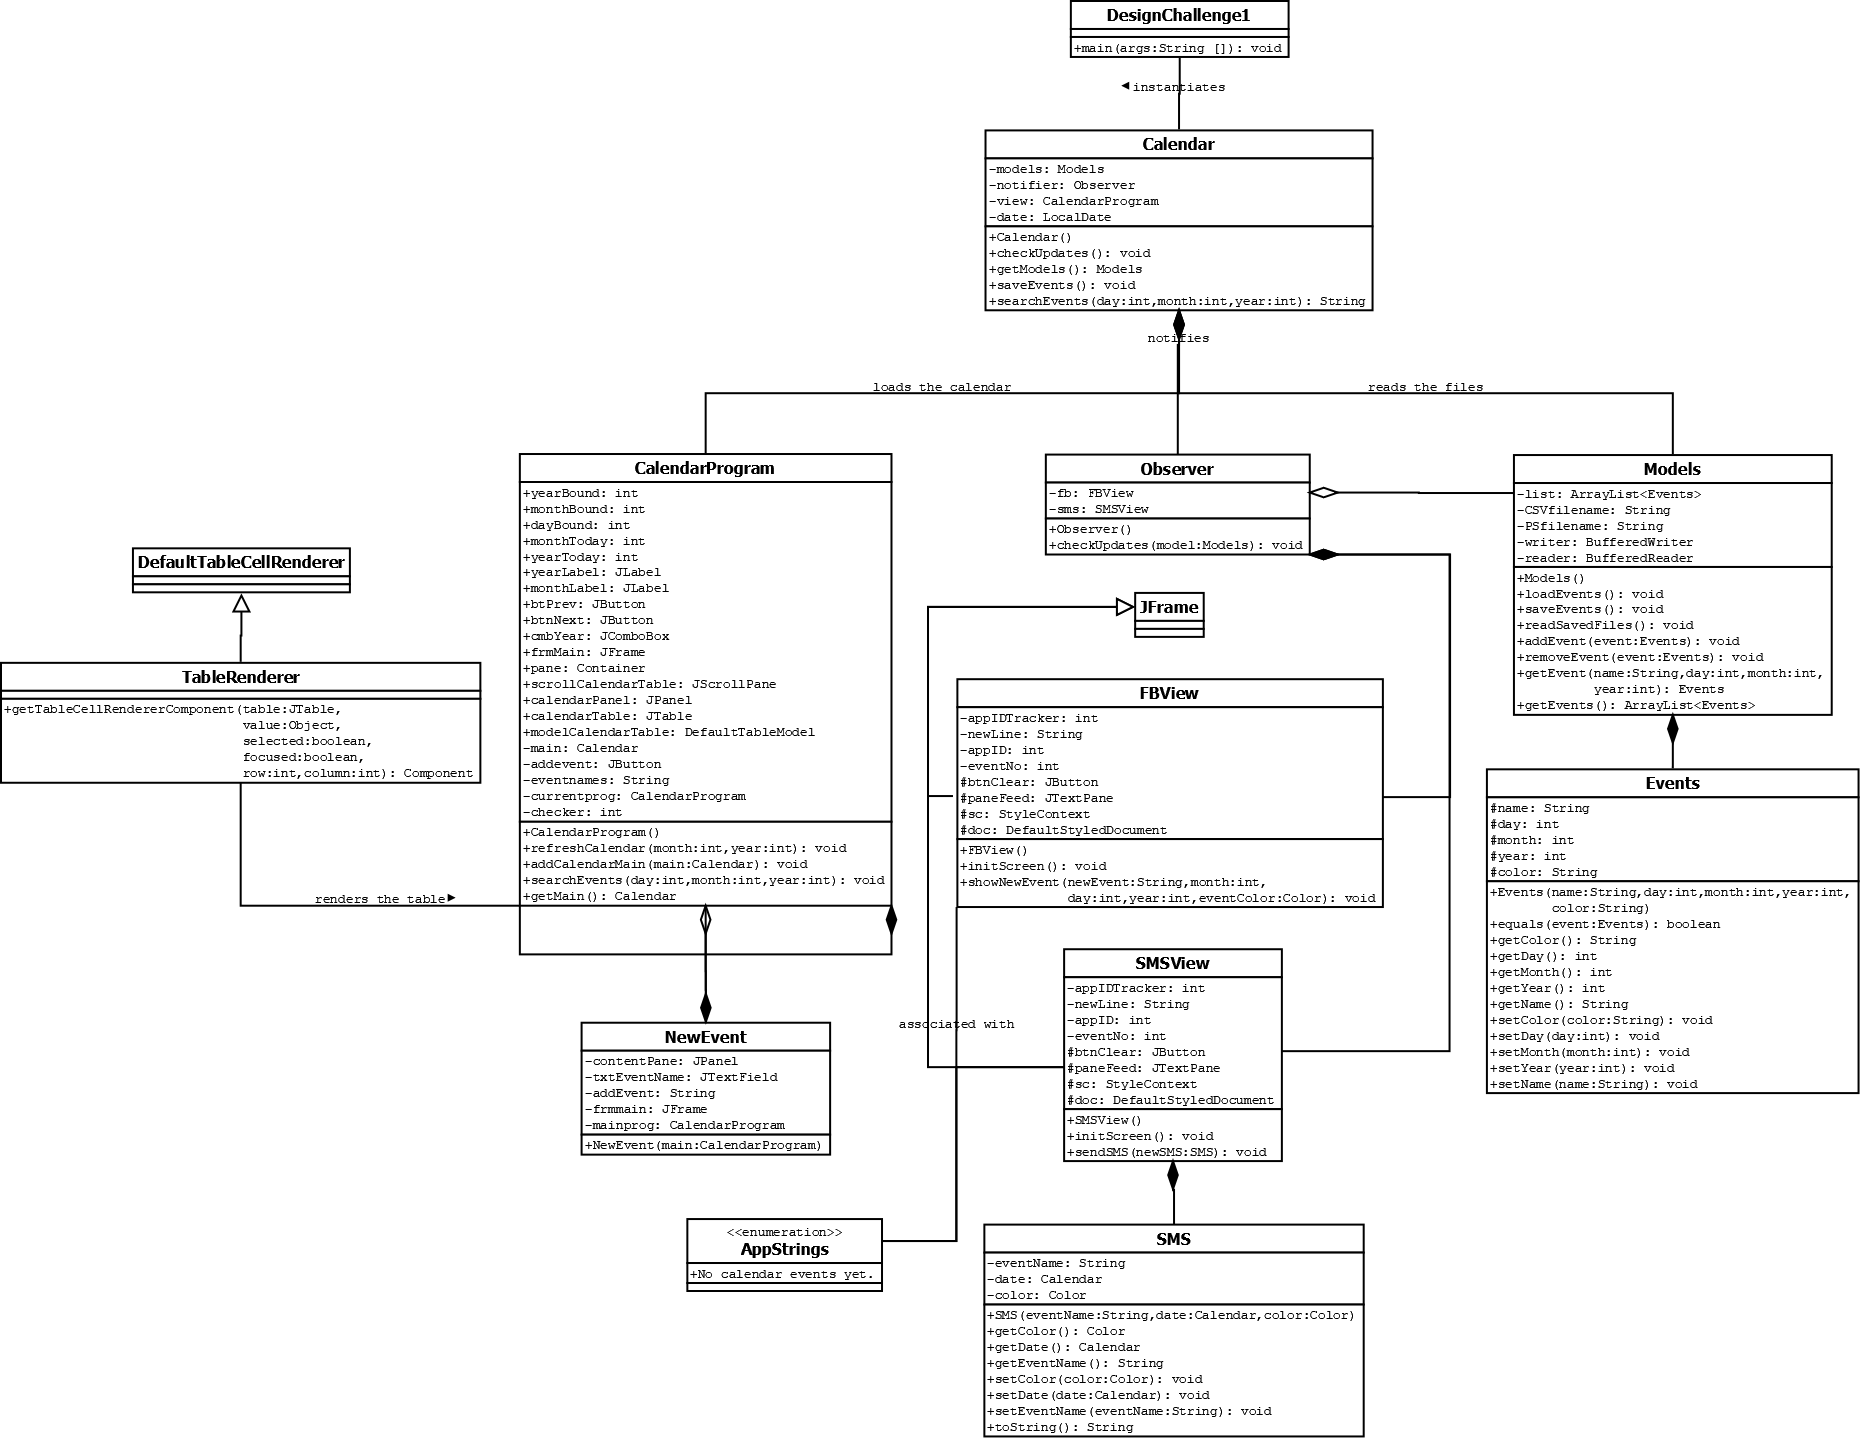 DesignChallenge1
+main(args:String []): void
◄ instantiates
Calendar
-models: Models
-notifier: Observer
-view: CalendarProgram
-date: LocalDate
+Calendar()
+checkUpdates(): void
+getModels(): Models
+saveEvents(): void
+searchEvents(day:int,month:int,year:int): String
notifies
loads the calendar
reads the files
CalendarProgram
+yearBound: int
+monthBound: int
+dayBound: int
+monthToday: int
+yearToday: int
+yearLabel: JLabel
+monthLabel: JLabel
+btPrev: JButton
+btnNext: JButton
+cmbYear: JComboBox
+frmMain: JFrame
+pane: Container
+scrollCalendarTable: JScrollPane
+calendarPanel: JPanel
+calendarTable: JTable
+modelCalendarTable: DefaultTableModel
-main: Calendar
-addevent: JButton
-eventnames: String
-currentprog: CalendarProgram
-checker: int
+CalendarProgram()
+refreshCalendar(month:int,year:int): void
+addCalendarMain(main:Calendar): void
+searchEvents(day:int,month:int,year:int): void
+getMain(): Calendar
Observer
-fb: FBView
-sms: SMSView
+Observer()
+checkUpdates(model:Models): void
Models
-list: ArrayList<Events>
-CSVfilename: String
-PSfilename: String
-writer: BufferedWriter
-reader: BufferedReader
+Models()
+loadEvents(): void
+saveEvents(): void
+readSavedFiles(): void
+addEvent(event:Events): void
+removeEvent(event:Events): void
+getEvent(name:String,day:int,month:int,
year:int): Events
+getEvents(): ArrayList<Events>
DefaultTableCellRenderer
TableRenderer
+getTableCellRendererComponent(table:JTable,
value:Object,
selected:boolean,
focused:boolean,
row:int,column:int): Component
renders the table ►
JFrame
FBView
-appIDTracker: int
-newLine: String
-appID: int
-eventNo: int
#btnClear: JButton
#paneFeed: JTextPane
#sc: StyleContext
#doc: DefaultStyledDocument
+FBView()
+initScreen(): void
+showNewEvent(newEvent:String,month:int,
day:int,year:int,eventColor:Color): void
Events
#name: String
#day: int
#month: int
#year: int
#color: String
+Events(name:String,day:int,month:int,year:int,
color:String)
+equals(event:Events): boolean
+getColor(): String
+getDay(): int
+getMonth(): int
+getYear(): int
+getName(): String
+setColor(color:String): void
+setDay(day:int): void
+setMonth(month:int): void
+setYear(year:int): void
+setName(name:String): void
SMSView
-appIDTracker: int
-newLine: String
-appID: int
-eventNo: int
#btnClear: JButton
#paneFeed: JTextPane
#sc: StyleContext
#doc: DefaultStyledDocument
+SMSView()
+initScreen(): void
+sendSMS(newSMS:SMS): void
associated with
NewEvent
-contentPane: JPanel
-txtEventName: JTextField
-addEvent: String
-frmmain: JFrame
-mainprog: CalendarProgram
+NewEvent(main:CalendarProgram)
<<enumeration>>
AppStrings
+No calendar events yet.
SMS
-eventName: String
-date: Calendar
-color: Color
+SMS(eventName:String,date:Calendar,color:Color)
+getColor(): Color
+getDate(): Calendar
+getEventName(): String
+setColor(color:Color): void
+setDate(date:Calendar): void
+setEventName(eventName:String): void
+toString(): String